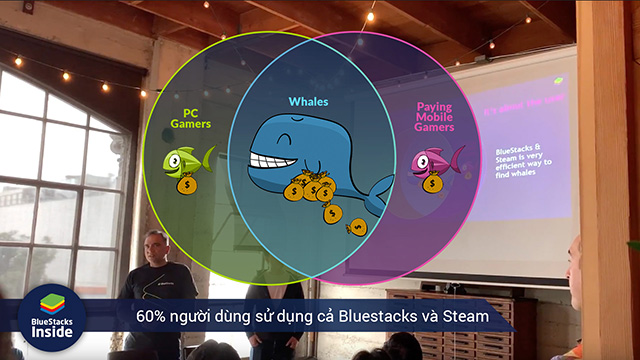 PC
Gamers
Whales
Paying
Mobile
Gamers
It's about the user
BlueStacks &
Steam is very
efficient way to
find whales
BlueStacks
Inside
60% người dùng sử dụng cả Bluestacks và Steam